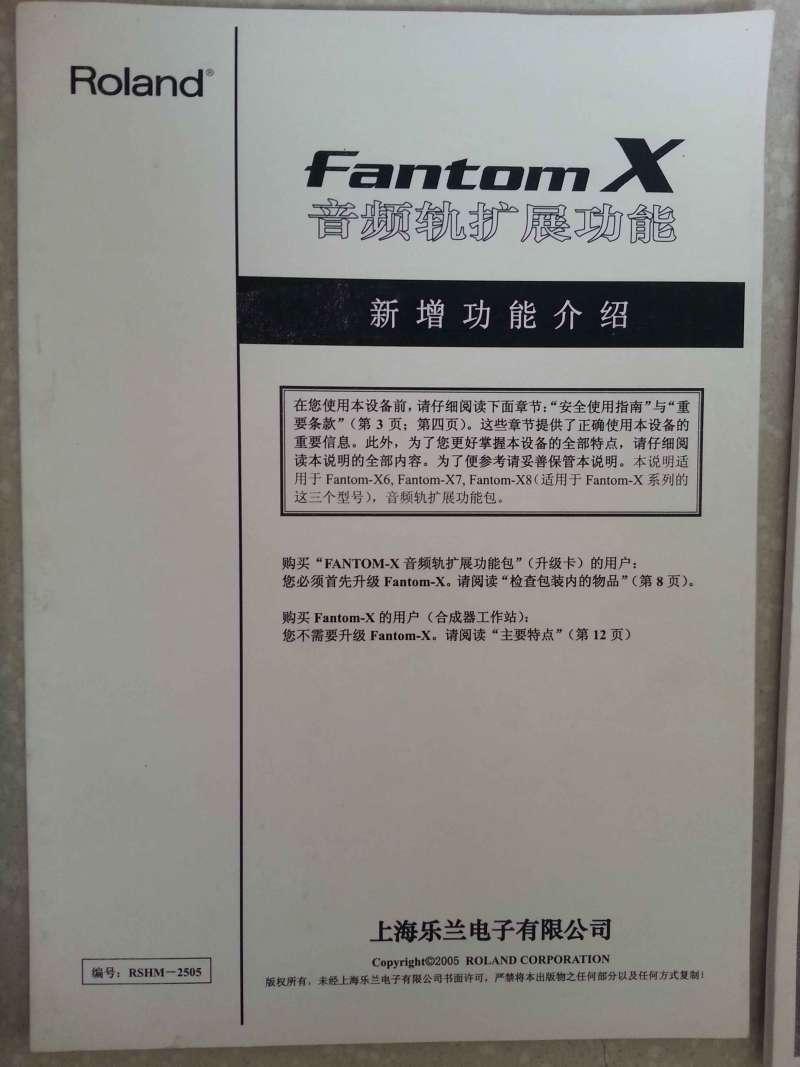 Roland®
Fantom X
音频轨扩展功能
新增功能介绍
在您使用本设备前，请仔细阅读下面章节：“安全使用指南”与“重
要条款”（第 3 页；第四页）。这些章节提供了正确使用本设备的
重要信息。此外，为了您更好掌握本设备的全部特点，请仔细阅
读本说明的全部内容。为了便参考请妥善保管本说明。本说明适
用于 Fantom-X6, Fantom-X7, Fantom-X8（适用于 Fantom-X 系列的
这三个型号），音频轨扩展功能包。
购买“FANTOM-X 音频轨扩展功能包”（升级卡）的用户：
您必须首先升级 Fantom-X。请阅读“检查包装内的物品”（第 8 页）。
购买 Fantom-X 的用户（合成器工作站）：
您不需要升级 Fantom-X。请阅读“主要特点”（第 12 页）
上海乐兰电子有限公司
Copyright©2005 ROLAND CORPORATION
版权所有，未经上海乐兰电子有限公司书面许可，严禁将本出版物之任何部分以及任何方式复制！
编号：RSHM－2505